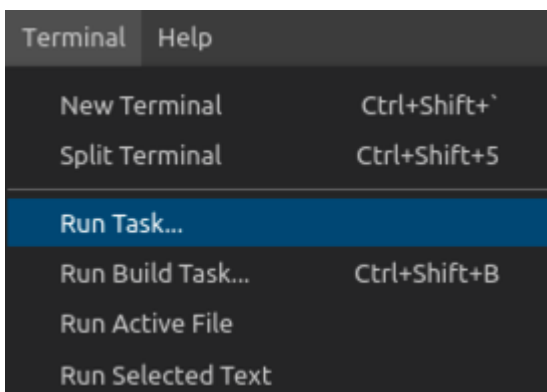 Terminal Help
New Terminal Ctrl+Shift+`
Split Terminal Ctrl+Shift+5
Run Task...
Run Build Task... Ctrl+Shift+B
Run Active File
Run Selected Text